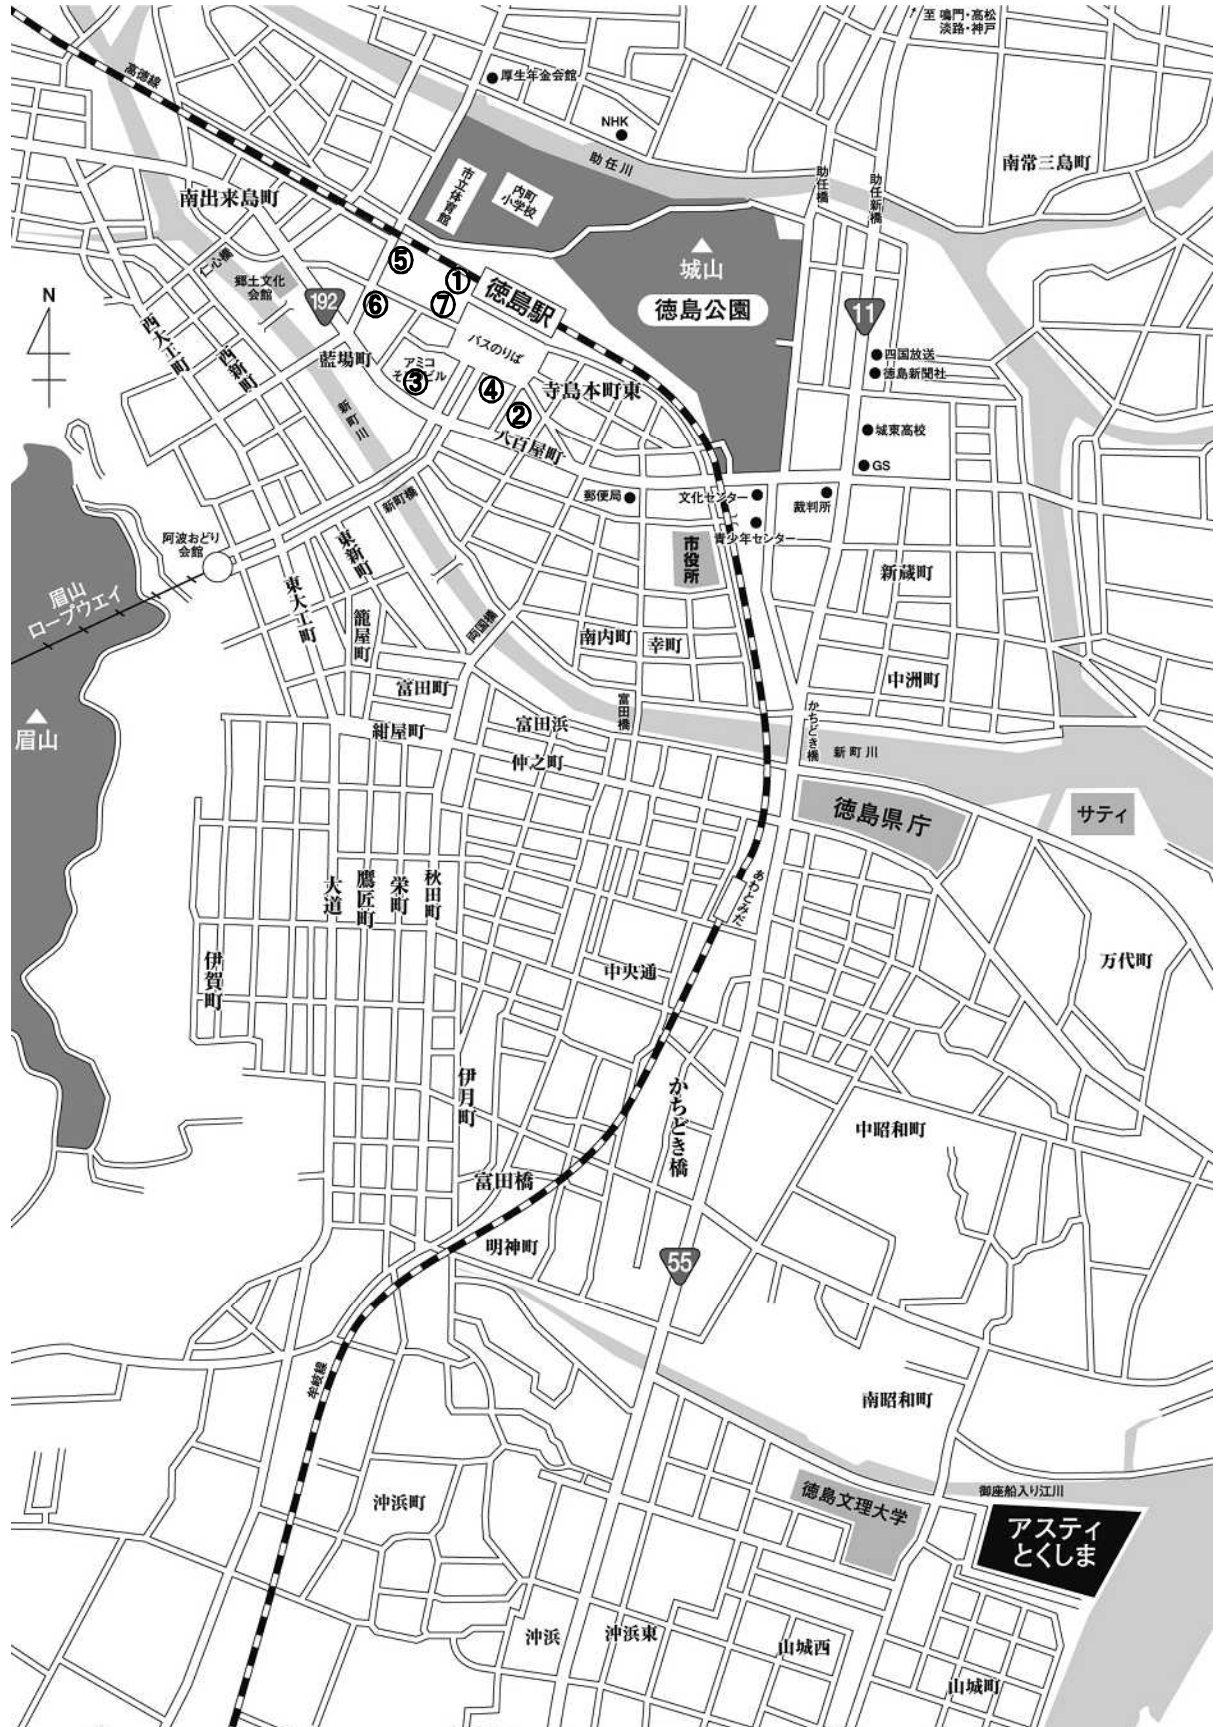 至 鳴門・高松
淡路・神戸
高徳線
厚生年金会館
NHK
助任川
南常三島町
助任橋
助任新橋
市立体育館
内町
小学校
南出来島町
仁心橋
郷土文化
会館
192
⑤
①
⑥
⑦
徳島駅
城山
徳島公園
11
N
西大工町
西新町
藍場町
バスのりば
アミコ
③
④
②
寺島本町東
四国放送
徳島新聞社
新町川
八百屋町
城東高校
GS
郵便局
文化センター
裁判所
青少年センター
新町橋
阿波おどり
会館
東新町
市役所
新蔵町
眉山
ロープウエイ
東大工町
籠屋町
両国橋
南内町
幸町
中洲町
富田町
富田橋
かちどき橋
紺屋町
富田浜
新町川
眉山
仲之町
徳島県庁
サティ
大道
鷹匠町
栄町
秋田町
あわとみだ
伊賀町
中央通
万代町
伊月町
かちどき橋
中昭和町
富田橋
明神町
55
牟岐線
南昭和町
沖浜町
徳島文理大学
御座船入り江川
アスティ
とくしま
沖浜
沖浜東
山城西
山城町